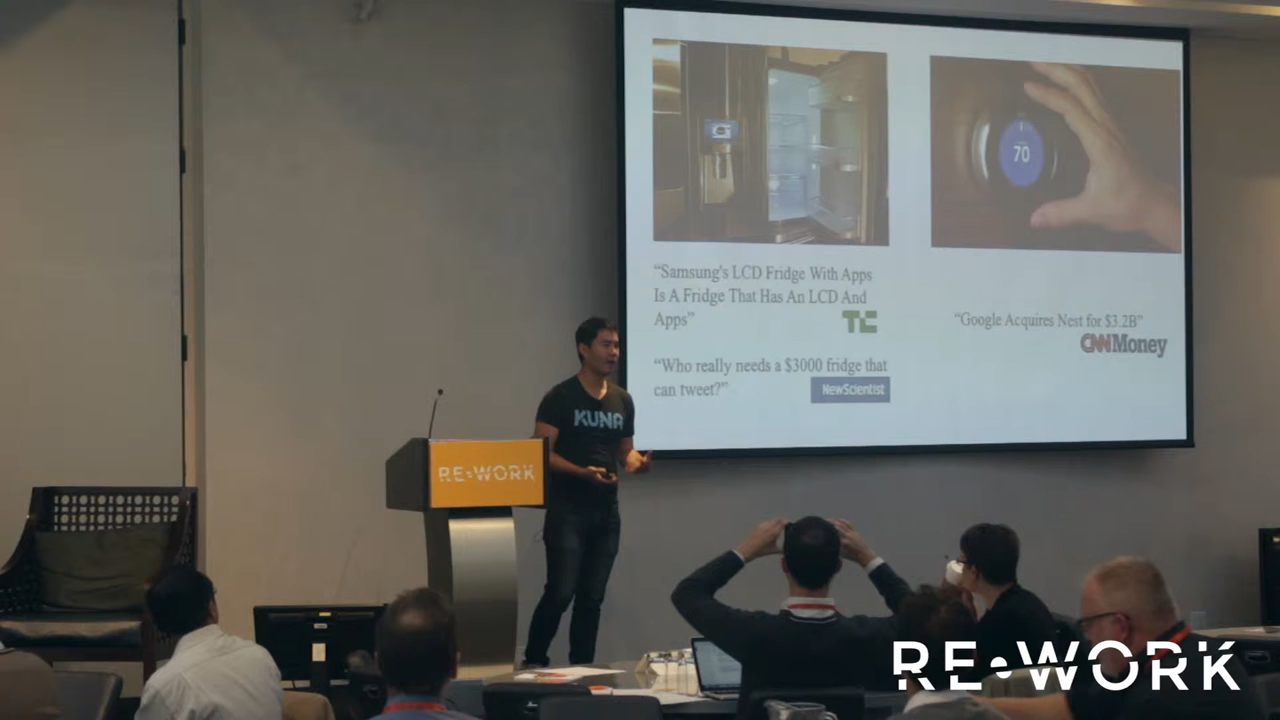 70
“Samsung's LCD Fridge With Apps
Is A Fridge That Has An LCD And
Apps”
TC
“Who really needs a $3000 fridge that
can tweet?”
NewScientist
“Google Acquires Nest for $3.2B”
CNNMoney
KUNA
RE•WORK
RE•WORK